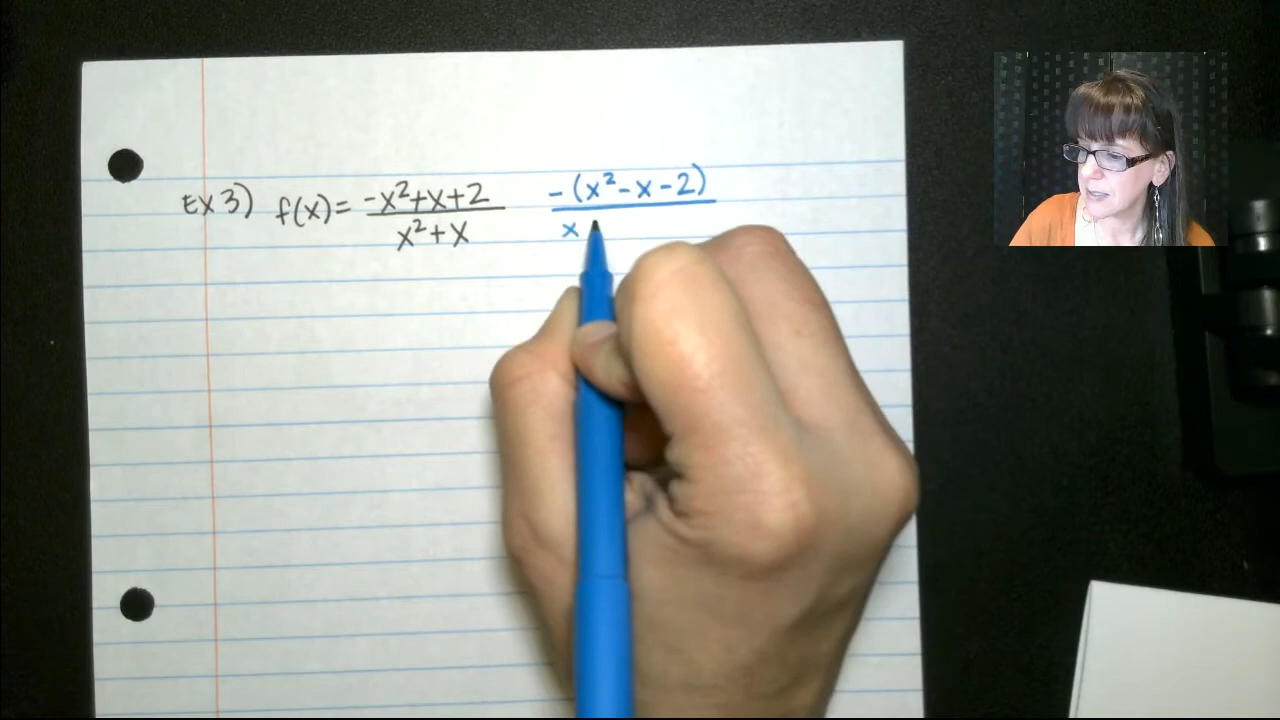 Ex 3) f(x) = -x²+x+2 / x²+x    -(x²-x-2) / x